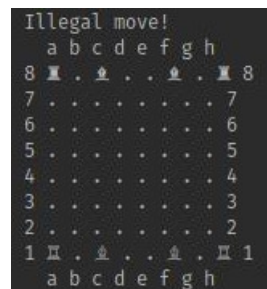 Illegal move!
a b c d e f g h
8 ♜ . ♝ . . ♝ . ♜ 8
7 . . . . . . . . 7
6 . . . . . . . . 6
5 . . . . . . . . 5
4 . . . . . . . . 4
3 . . . . . . . . 3
2 . . . . . . . . 2
1 ♖ . ♗ . . ♗ . ♖ 1
a b c d e f g h